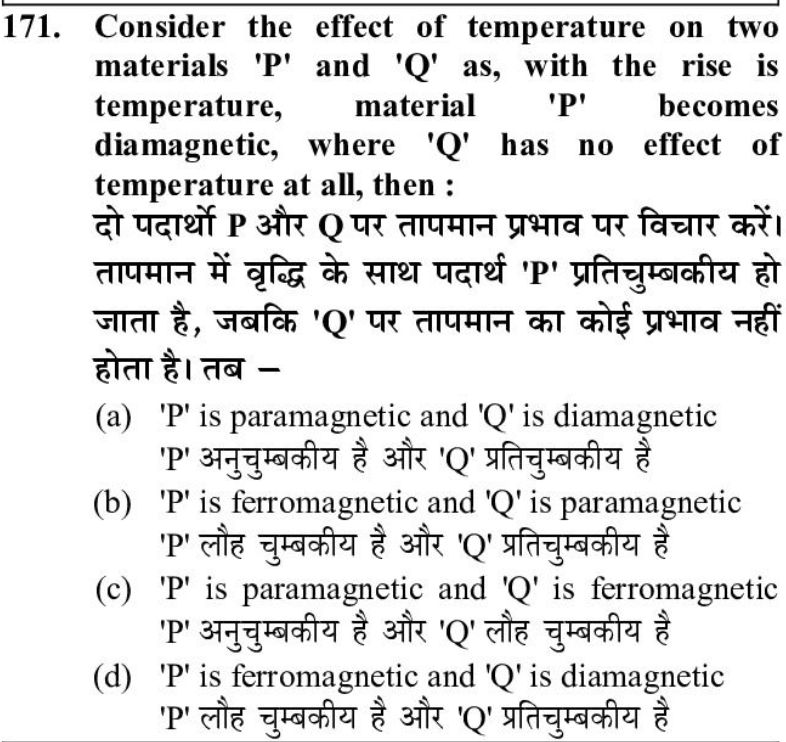 171. Consider the effect of temperature on two
materials 'P' and 'Q' as, with the rise is
temperature, material 'P' becomes
diamagnetic, where 'Q' has no effect of
temperature at all, then :
दो पदार्थो P और Q पर तापमान प्रभाव पर विचार करें।
तापमान में वृद्धि के साथ पदार्थ 'P' प्रतिचुम्बकीय हो
जाता है, जबकि 'Q' पर तापमान का कोई प्रभाव नहीं
होता है। तब –
(a) 'P' is paramagnetic and 'Q' is diamagnetic
'P' अनुचुम्बकीय है और 'Q' प्रतिचुम्बकीय है
(b) 'P' is ferromagnetic and 'Q' is paramagnetic
'P' लौह चुम्बकीय है और 'Q' प्रतिचुम्बकीय है
(c) 'P' is paramagnetic and 'Q' is ferromagnetic
'P' अनुचुम्बकीय है और 'Q' लौह चुम्बकीय है
(d) 'P' is ferromagnetic and 'Q' is diamagnetic
'P' लौह चुम्बकीय है और 'Q' प्रतिचुम्बकीय है